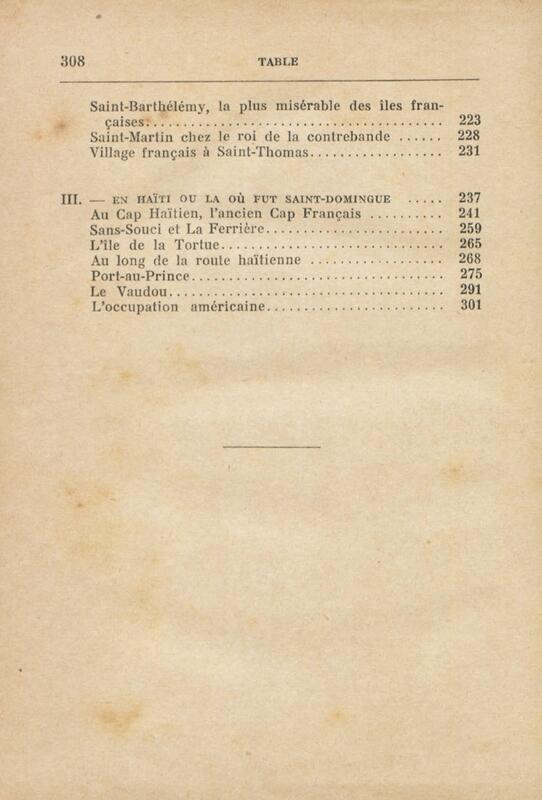 308 TABLE
Saint-Barthélémy, la plus misérable des îles fran-
çaises........................................ 223
Saint-Martin chez le roi de la contrebande ...... 228
Village français à Saint-Thomas.................. 231
III. — EN HAÏTI OU LA OÙ FUT SAINT-DOMINGUE ..... 237
Au Cap Haïtien, l'ancien Cap Français .......... 241
Sans-Souci et La Ferrière........................ 259
L'île de la Tortue.............................. 265
Au long de la route haïtienne .................. 268
Port-au-Prince.................................. 275
Le Vaudou...................................... 291
L'occupation américaine........................ 301